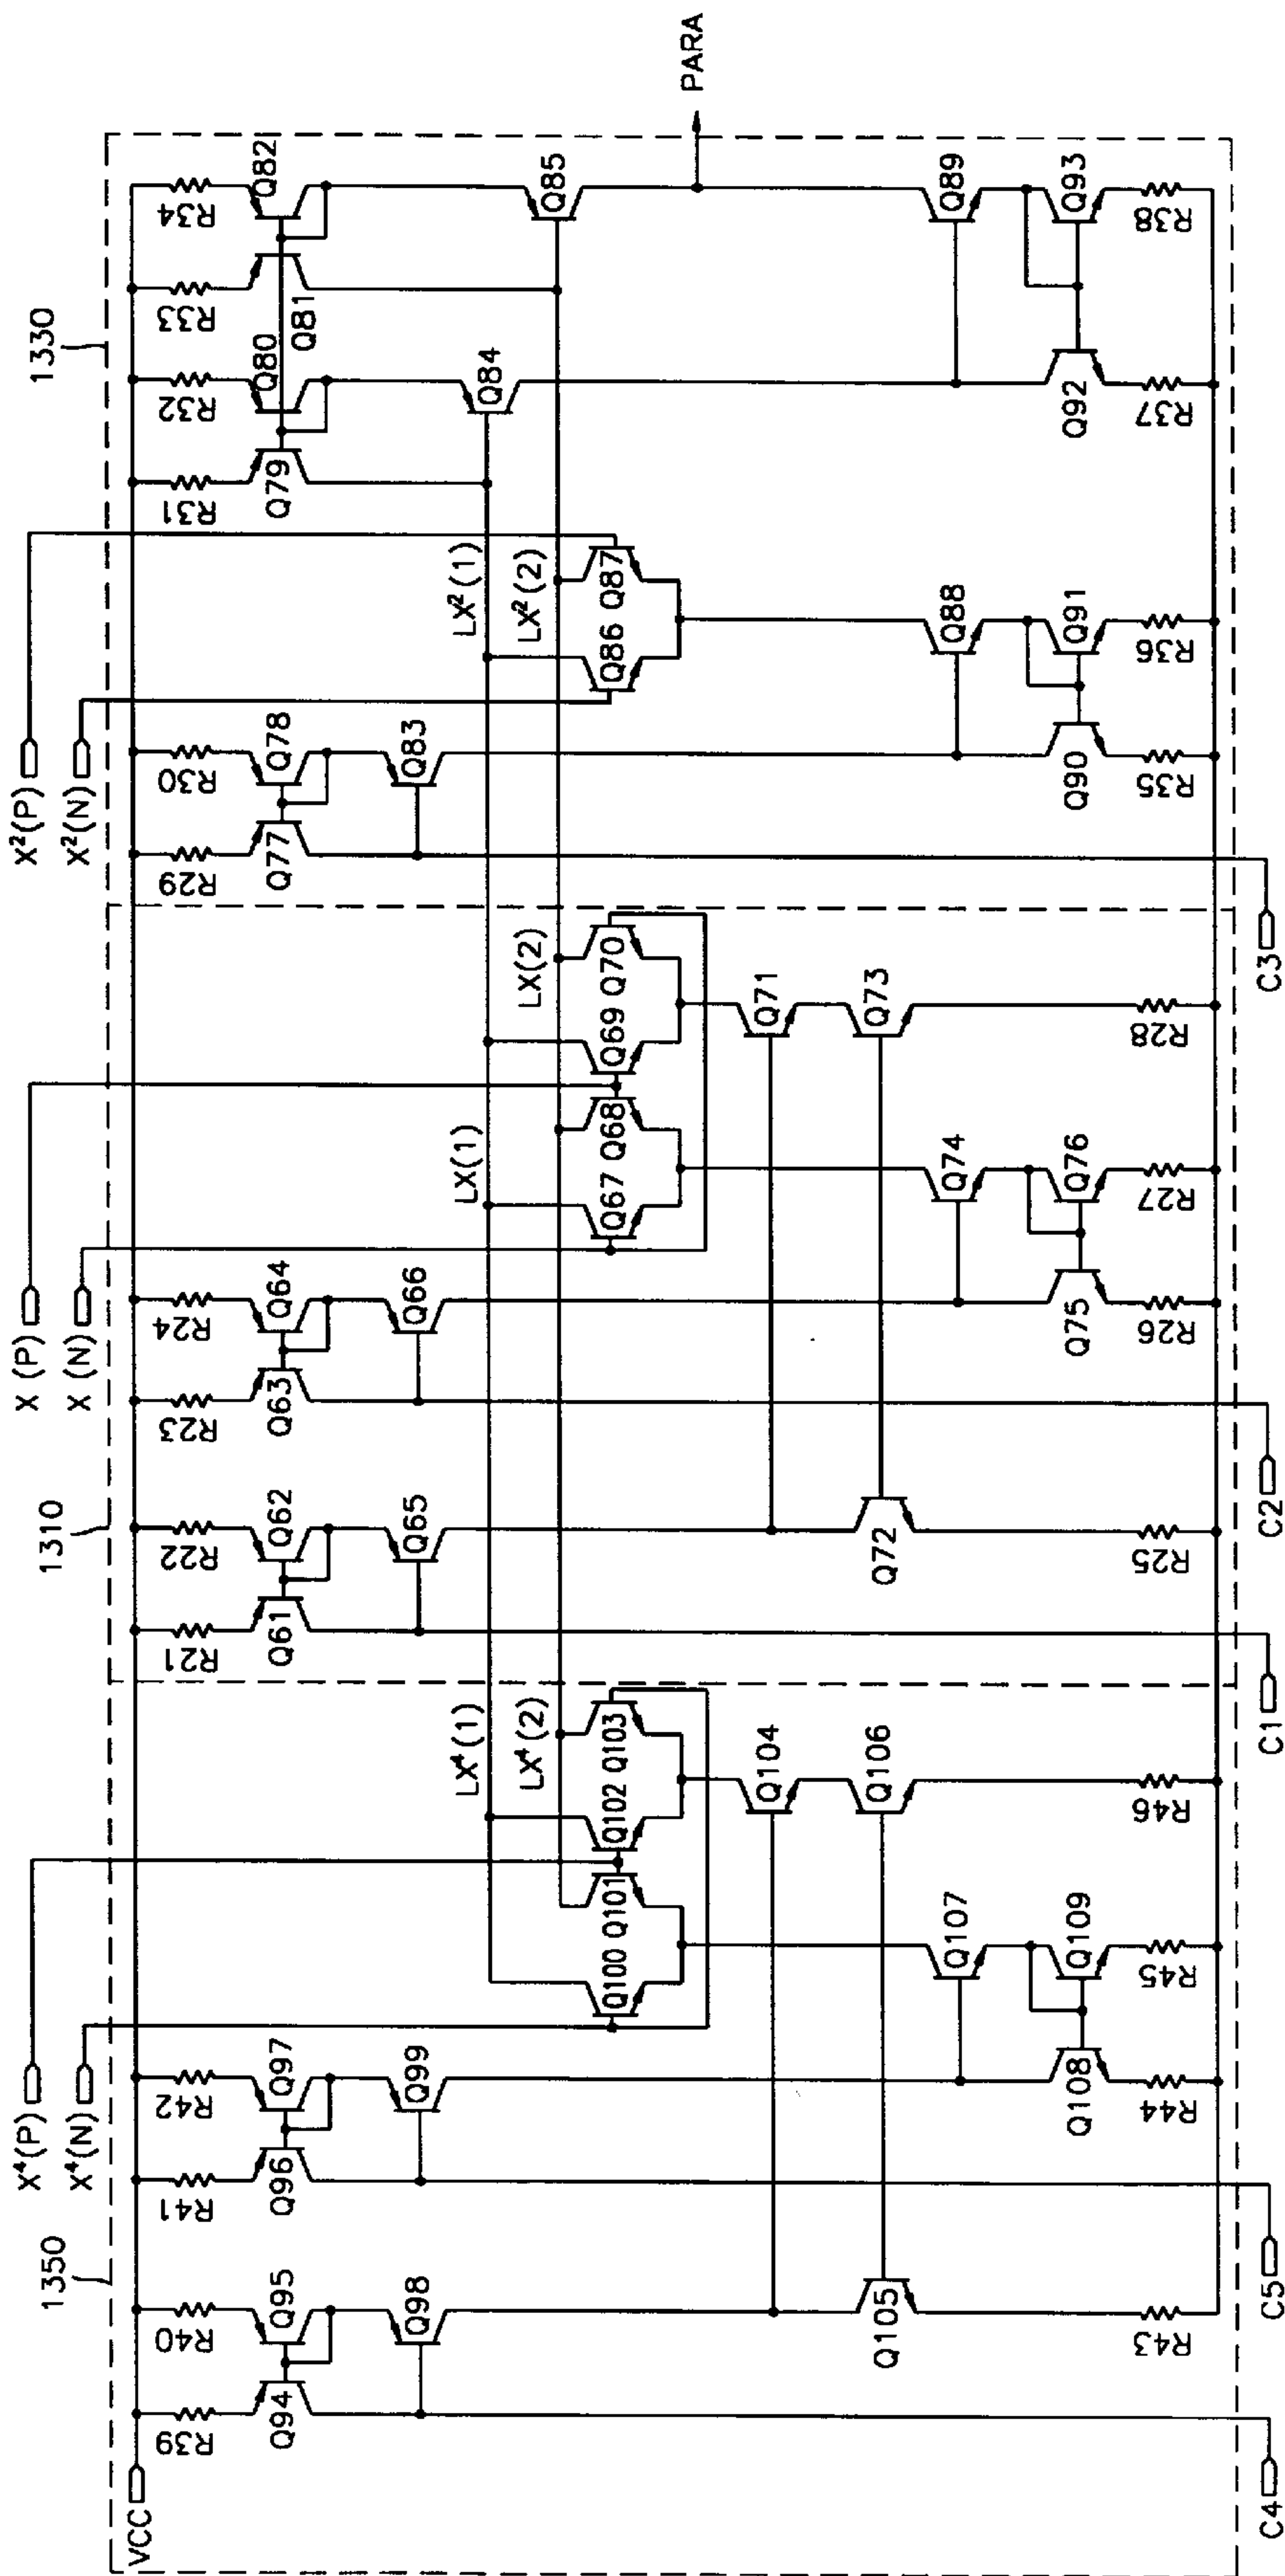 PARA
1330
R34
Q82
R33
Q81
R32
Q80
R31
Q79
Q85
Q84
Q89
Q93
R38
Q92
R37
X²(P)
X²(N)
LX²(1)
LX²(2)
Q87
Q86
Q88
Q91
R36
R30
Q78
Q83
R29
Q77
Q90
R35
C3
1310
X (P)
X (N)
LX(2)
LX(1)
Q70
Q69
Q68
Q67
Q71
Q73
R28
Q74
Q76
R27
R24
Q64
Q66
R23
Q63
Q75
R26
C2
R22
Q62
Q65
R21
Q61
Q72
R25
C1
1350
X⁴(P)
X⁴(N)
LX⁴(1)
LX⁴(2)
Q103
Q102
Q101
Q100
Q104
Q106
R46
Q107
Q109
R45
R42
Q97
Q99
R41
Q96
Q108
R44
C5
R40
Q95
Q98
R39
Q94
Q105
R43
C4
VCC